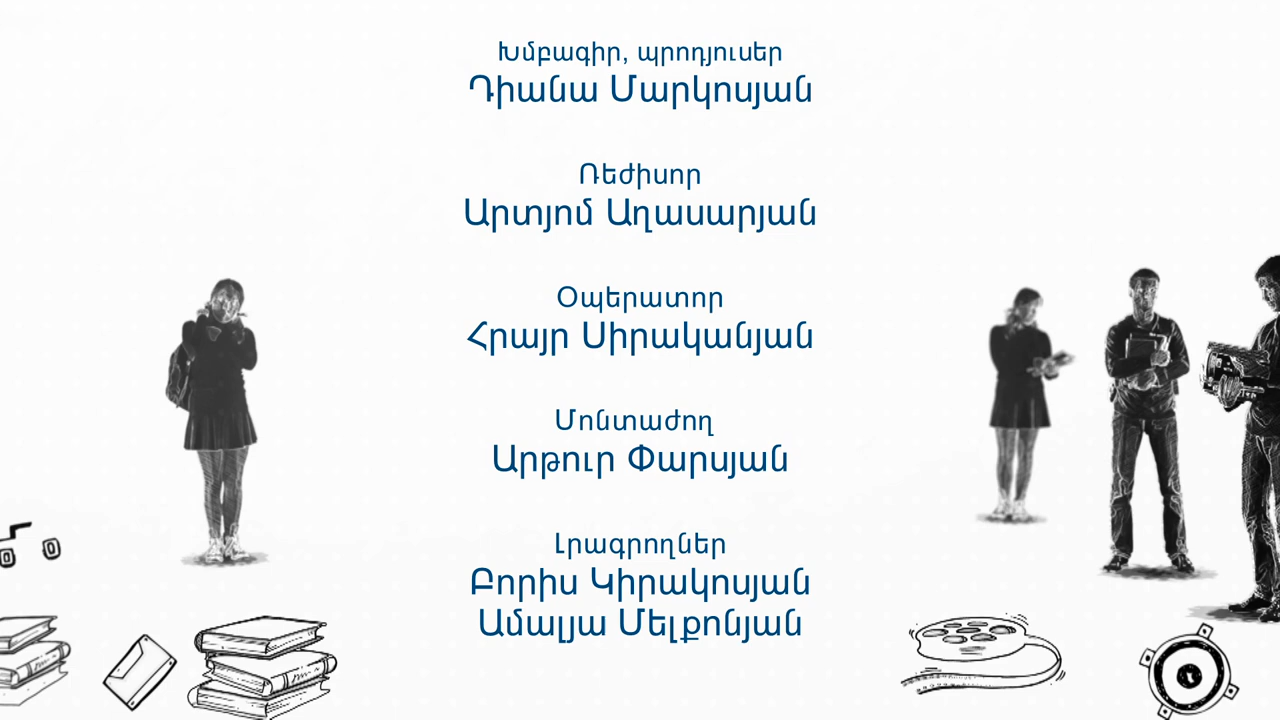 Խմբագիր, պրոդյուսեր
Դիանա Մարկոսյան
Ռեժիսոր
Արտյոմ Աղասարյան
Օպերատոր
Հրայր Սիրականյան
Մոնտաժող
Արթուր Փարսյան
Լրագրողներ
Բորիս Կիրակոսյան
Ամալյա Մելքոնյան